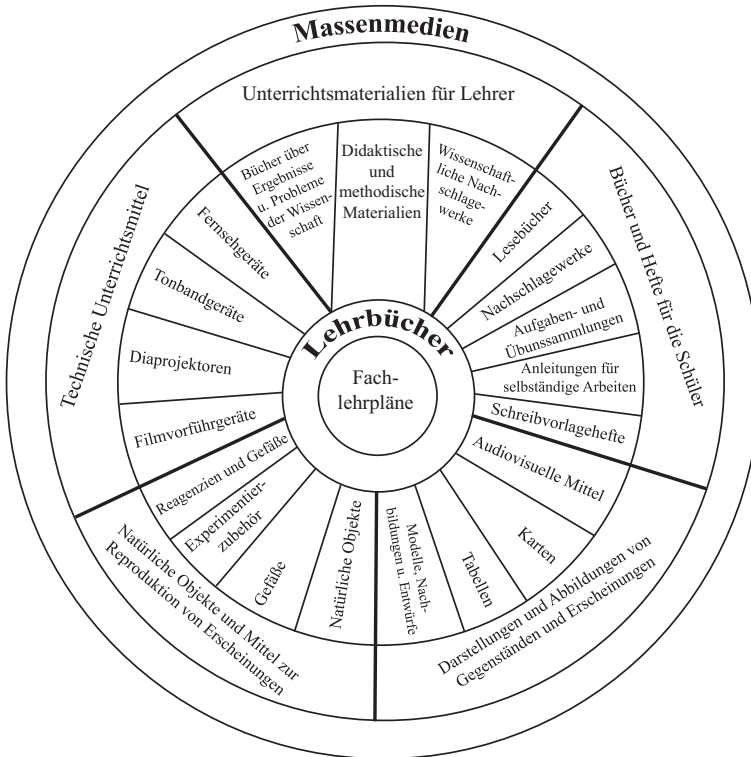 Massenmedien
Unterrichtsmaterialien für Lehrer
Bücher über
Ergebnisse
u. Probleme
der Wissen-
schaft
Didaktische
und
methodische
Materialien
Wissenschaft-
liche Nach-
schlage-
werke
Bücher und Hefte für die Schüler
Lesebücher
Nachschlagewerke
Aufgaben- und
Übunssammlungen
Anleitungen für
selbständige Arbeiten
Schreibvorlagehefte
Darstellungen und Abbildungen von
Gegenständen und Erscheinungen
Audiovisuelle Mittel
Karten
Tabellen
Modelle, Nach-
bildungen u. Entwürfe
Natürliche Objekte und Mittel zur
Reproduktion von Erscheinungen
Natürliche Objekte
Gefäße
Experimentier-
zubehör
Reagenzien und Gefäße
Technische Unterrichtsmittel
Filmvorführgeräte
Diaprojektoren
Tonbandgeräte
Fernsehgeräte
Lehrbücher
Fach-
lehrpläne